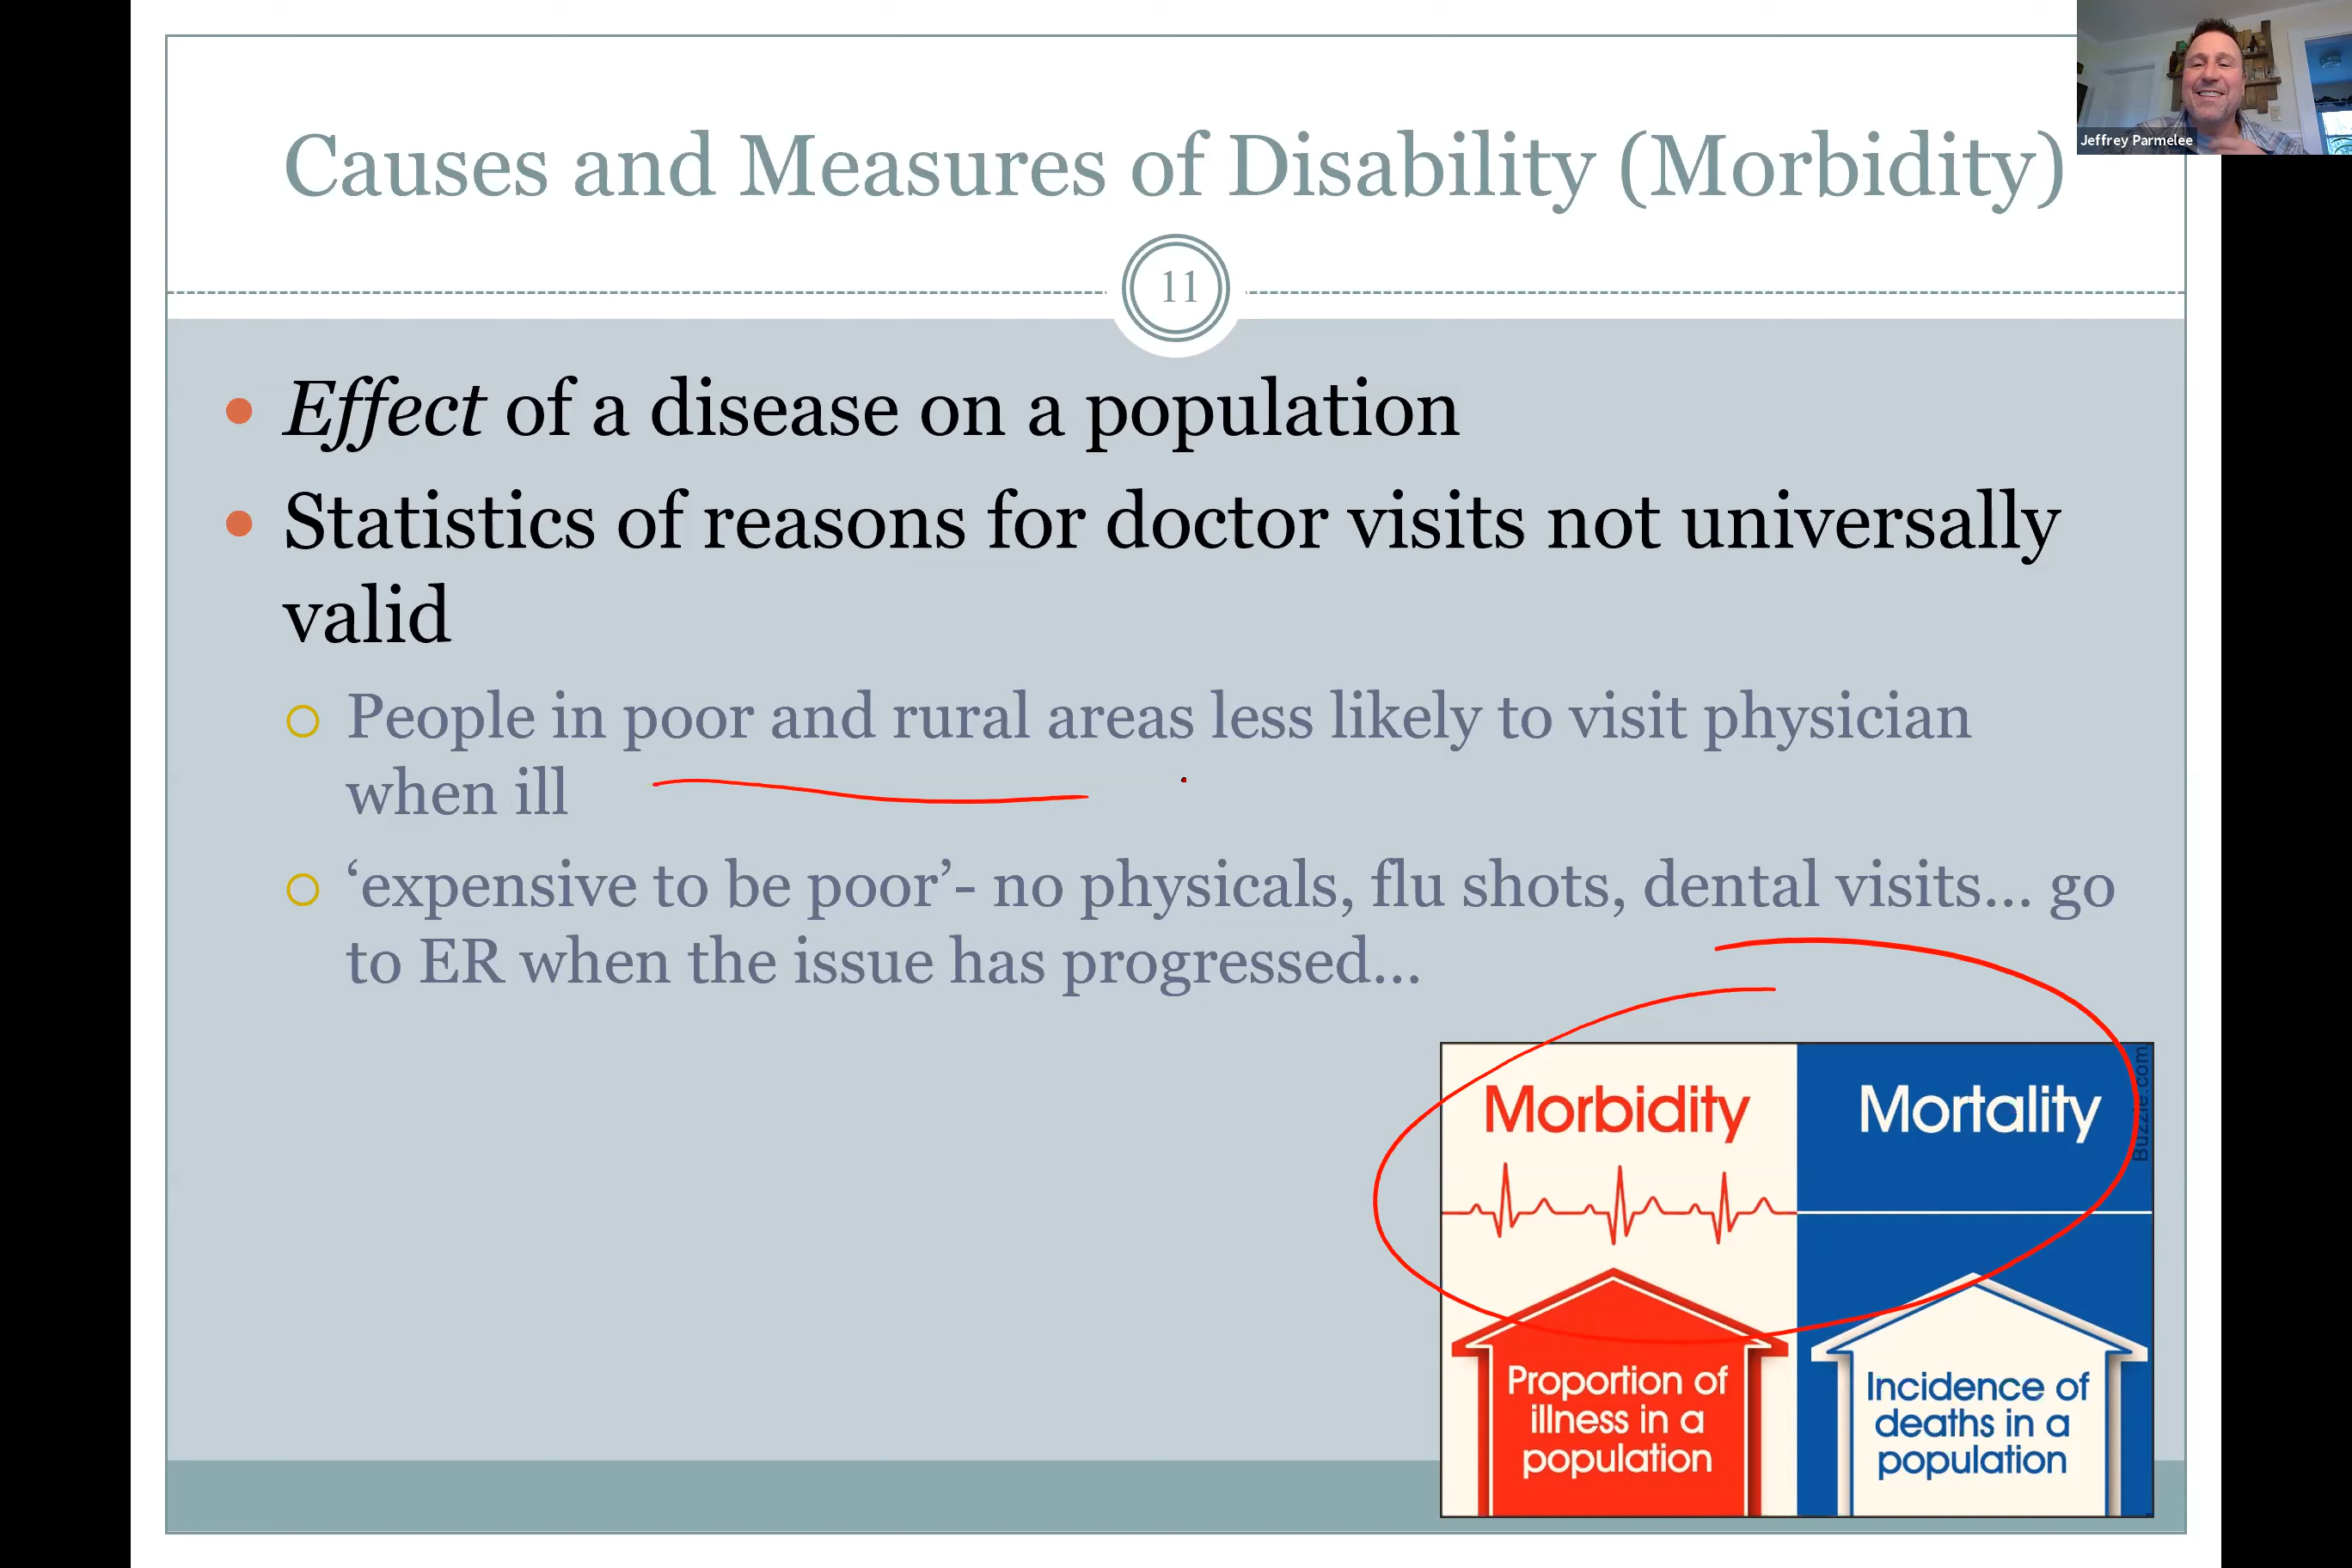 Jeffrey Parmelee
Causes and Measures of Disability (Morbidity)
11
Effect of a disease on a population
Statistics of reasons for doctor visits not universally
valid
People in poor and rural areas less likely to visit physician
when ill
‘expensive to be poor’- no physicals, flu shots, dental visits... go
to ER when the issue has progressed...
Morbidity
Proportion of
illness in a
population
Mortality
Incidence of
deaths in a
population
Buzzle.com